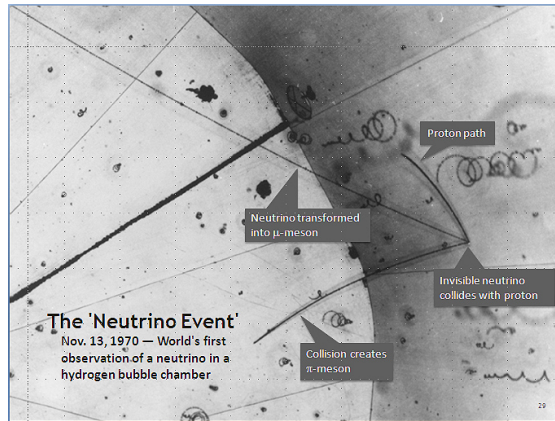 Proton path
Neutrino transformed
into μ-meson
Invisible neutrino
collides with proton
The 'Neutrino Event'
Nov. 13, 1970 — World's first
observation of a neutrino in a
hydrogen bubble chamber
Collision creates
π-meson
29